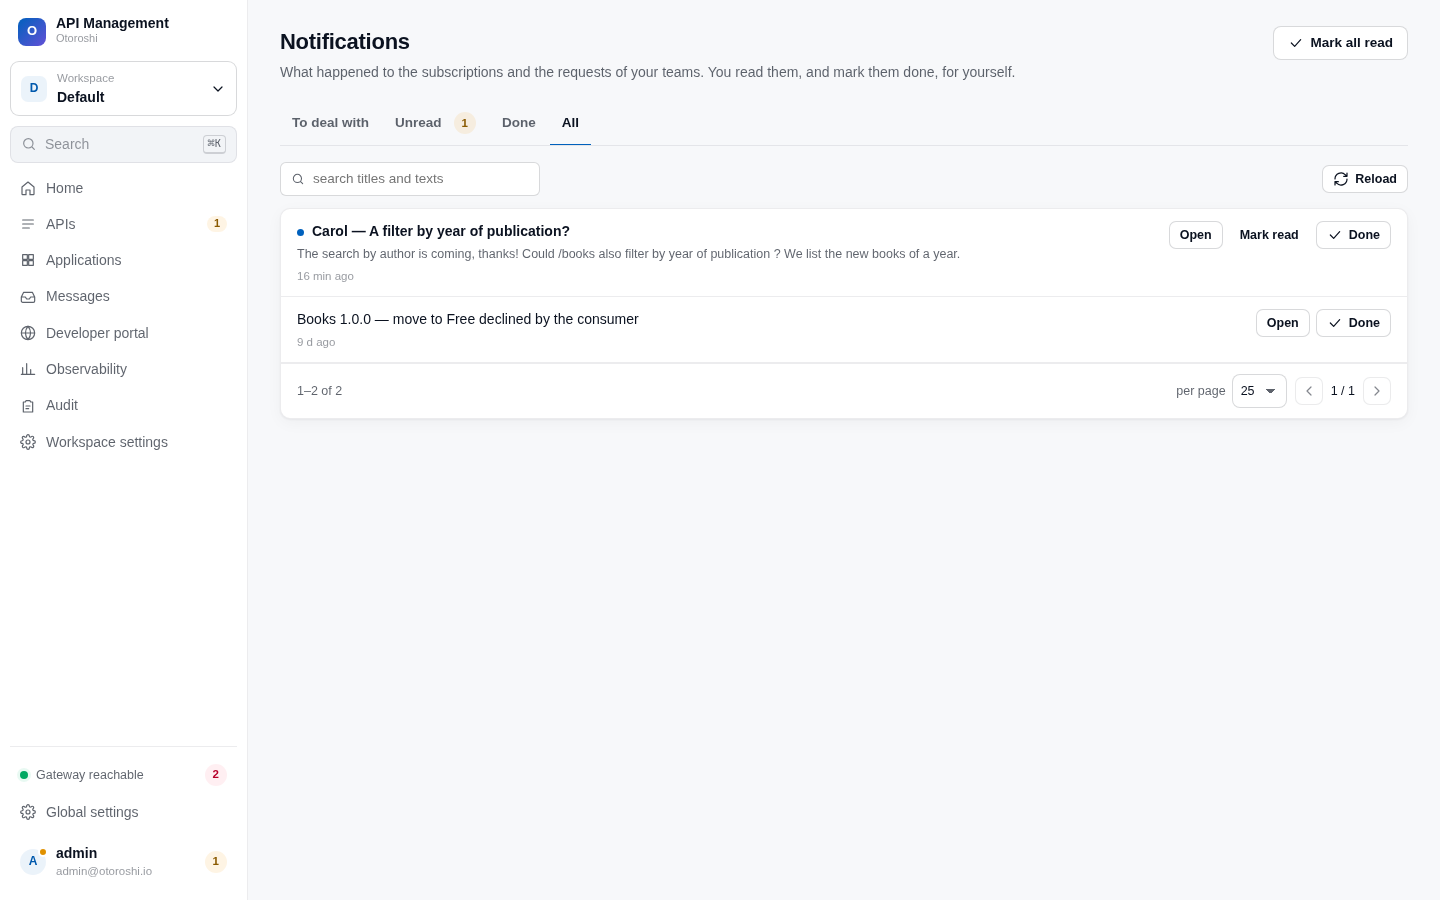 O
API Management
Otoroshi
D
Workspace
Default
Search
⌘K
Home
APIs 1
Applications
Messages
Developer portal
Observability
Audit
Workspace settings
Gateway reachable 2
Global settings
A
admin
admin@otoroshi.io
1
Notifications
Mark all read
What happened to the subscriptions and the requests of your teams. You read them, and mark them done, for yourself.
To deal with Unread 1 Done All
search titles and texts
Reload
Carol — A filter by year of publication?
Open Mark read Done
The search by author is coming, thanks! Could /books also filter by year of publication ? We list the new books of a year.
16 min ago
Books 1.0.0 — move to Free declined by the consumer
Open Done
9 d ago
1–2 of 2
per page 25 1 / 1